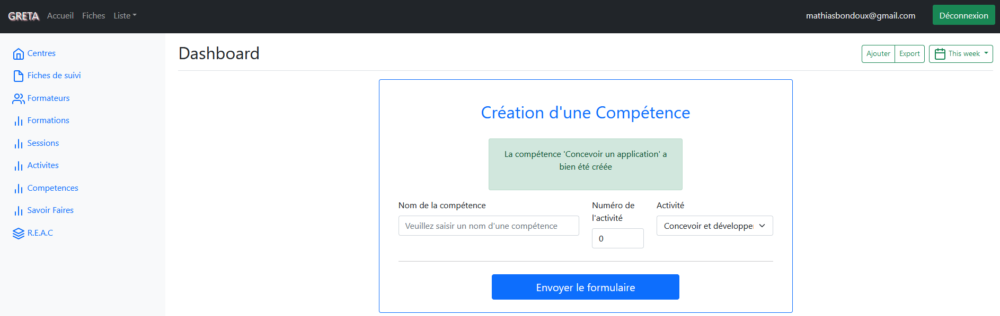 GRETA Accueil Fiches Liste mathiasbondoux@gmail.com Déconnexion
Centres
Fiches de suivi
Formateurs
Formations
Sessions
Activites
Competences
Savoir Faires
R.E.A.C
Dashboard Ajouter Export This week
Création d'une Compétence
La compétence 'Concevoir un application' a
bien été créée
Nom de la compétence
Veuillez saisir un nom d'une compétence
Numéro de
l'activité
0
Activité
Concevoir et développer
Envoyer le formulaire